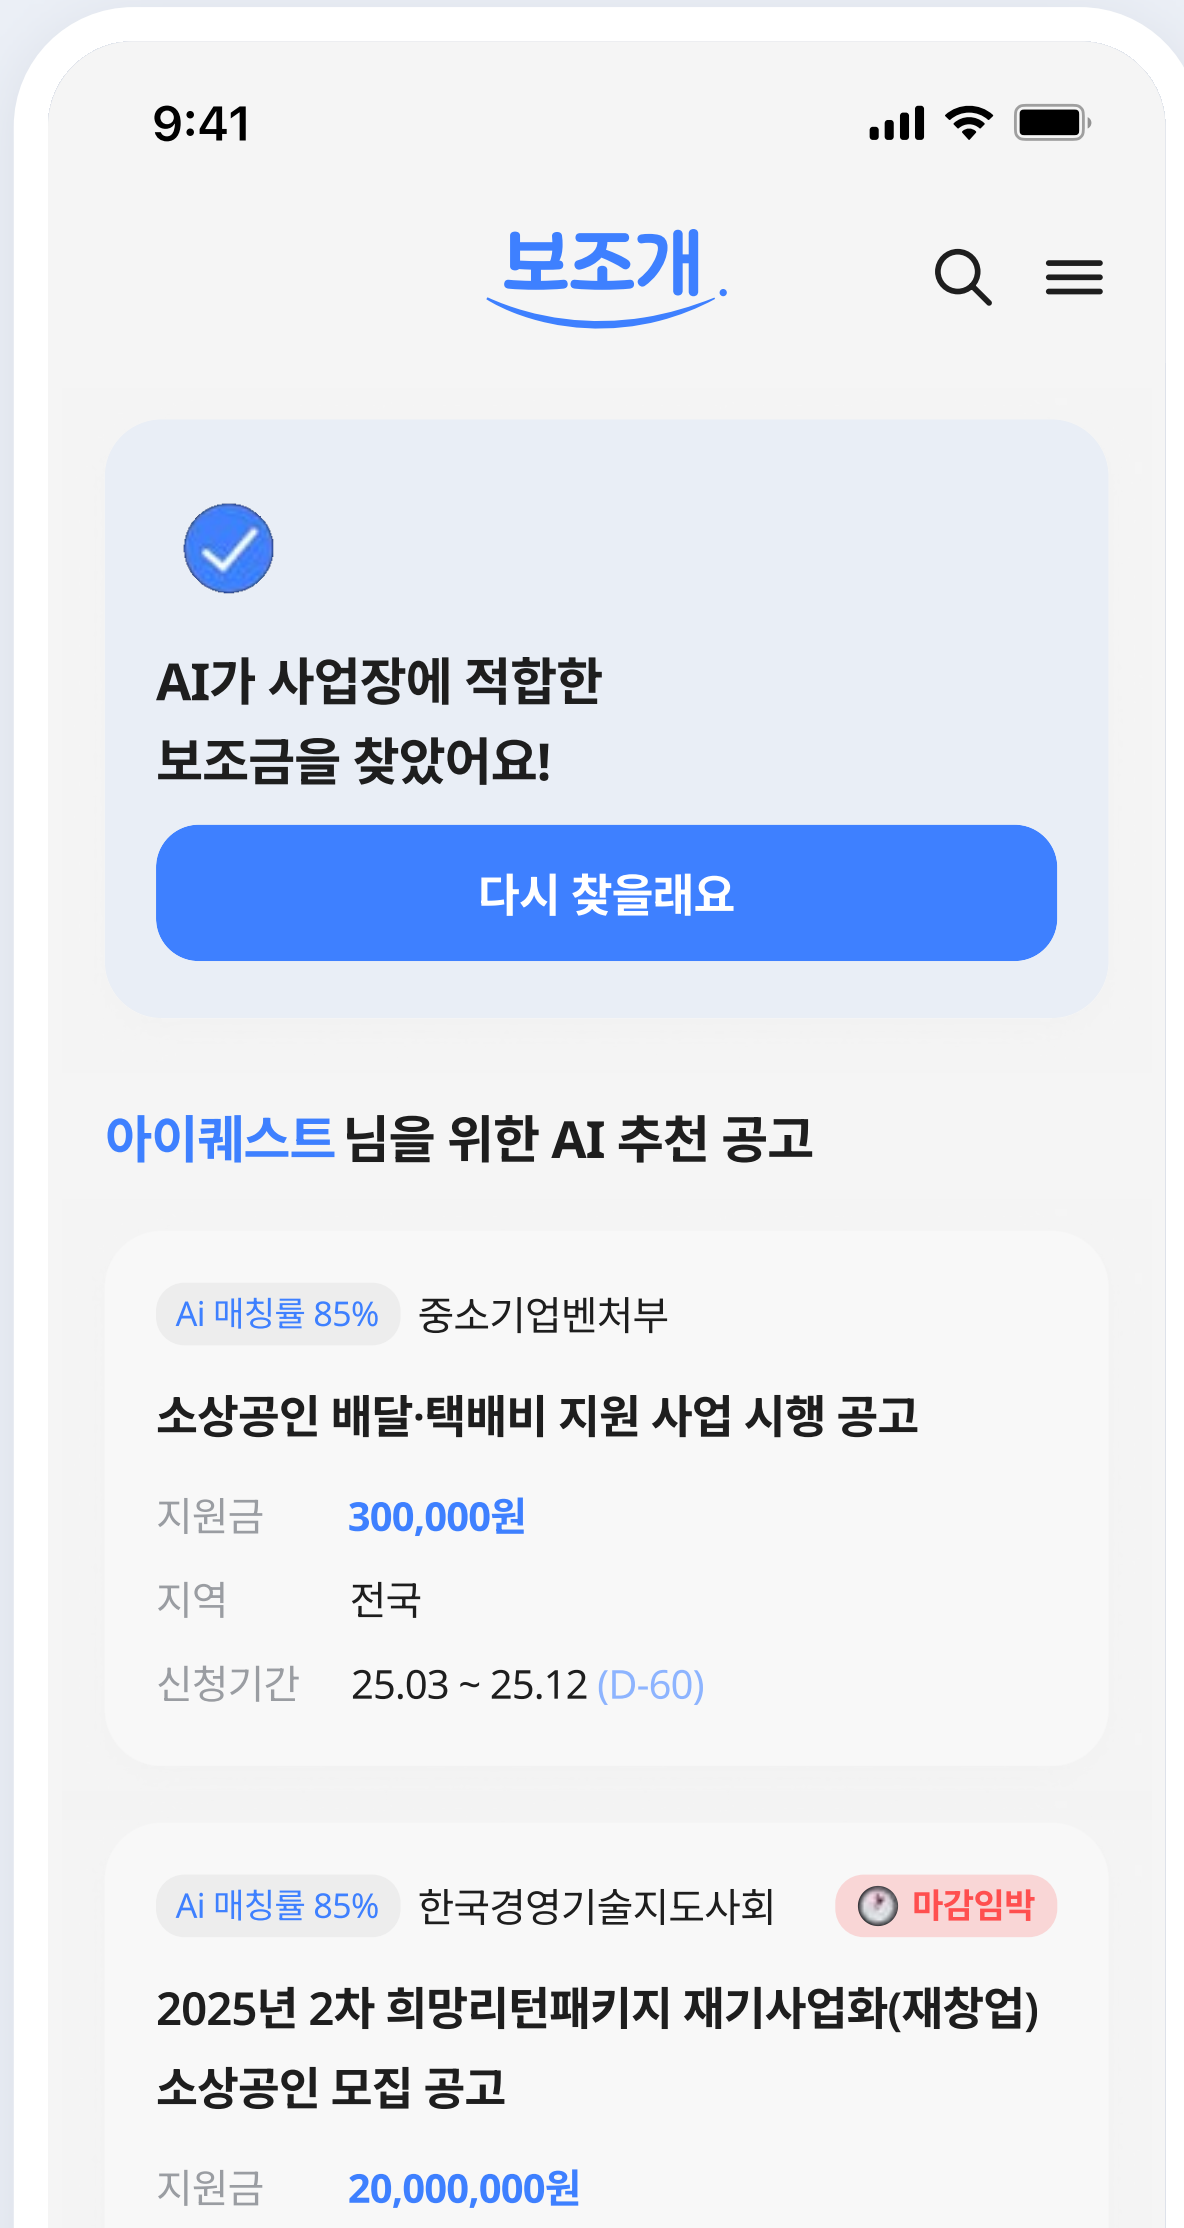 9:41
보조개.
AI가 사업장에 적합한
보조금을 찾았어요!
다시 찾을래요
아이퀘스트 님을 위한 AI 추천 공고
Ai 매칭률 85% 중소기업벤처부
소상공인 배달·택배비 지원 사업 시행 공고
지원금 300,000원
지역 전국
신청기간 25.03 ~ 25.12 (D-60)
Ai 매칭률 85% 한국경영기술지도사회 마감임박
2025년 2차 희망리턴패키지 재기사업화(재창업)
소상공인 모집 공고
지원금 20,000,000원